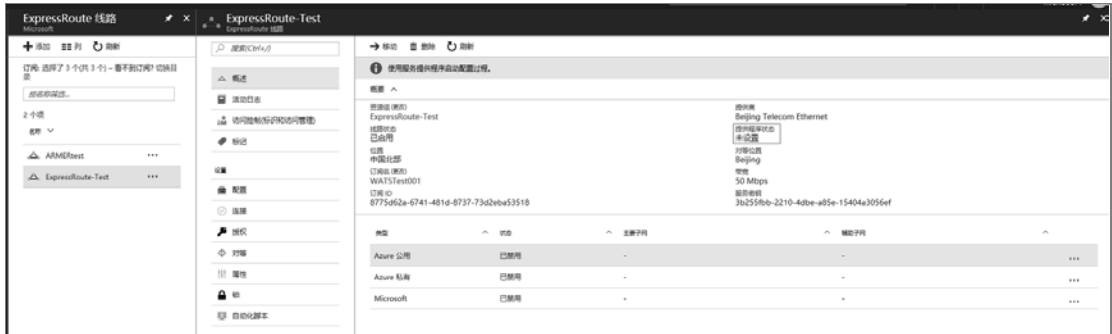 ExpressRoute 线路
Microsoft
添加 列 刷新
订阅: 选择了 3 个(共 3 个) – 看不到订阅? 切换目
录
按名称筛选...
2 个项
名称
ARMERtest
ExpressRoute-Test
ExpressRoute-Test
ExpressRoute 线路
搜索(Ctrl+/)
概述
活动日志
访问控制(标识和访问管理)
标记
设置
配置
连接
授权
对等
属性
锁
自动化脚本
移动 删除 刷新
使用服务提供程序启动配置过程。
概要
资源组 (更改)
ExpressRoute-Test
线路状态
已启用
位置
中国北部
订阅名 (更改)
WATSTest001
订阅 ID
8775d62a-6741-481d-8737-73d2eba53518
提供商
Beijing Telecom Ethernet
提供程序状态
未设置
对等位置
Beijing
带宽
50 Mbps
服务密钥
3b255fbb-2210-4dbe-a85e-15404a3056ef
类型 状态 主要子网 辅助子网
Azure 公用 已禁用 - -
Azure 私有 已禁用 - -
Microsoft 已禁用 - -